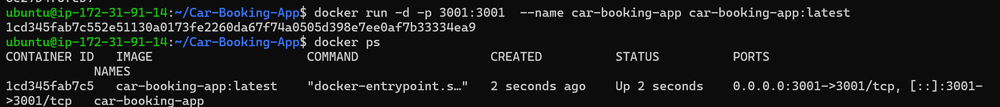 ubuntu@ip-172-31-91-14:~/Car-Booking-App$ docker run -d -p 3001:3001  --name car-booking-app car-booking-app:latest
1cd345fab7c552e51130a0173fe2260da67f74a0505d398e7ee0af7b33334ea9
ubuntu@ip-172-31-91-14:~/Car-Booking-App$ docker ps
CONTAINER ID   IMAGE                     COMMAND                  CREATED          STATUS          PORTS
            NAMES
1cd345fab7c5   car-booking-app:latest    "docker-entrypoint.s…"   2 seconds ago    Up 2 seconds    0.0.0.0:3001->3001/tcp, [::]:3001-
>3001/tcp   car-booking-app